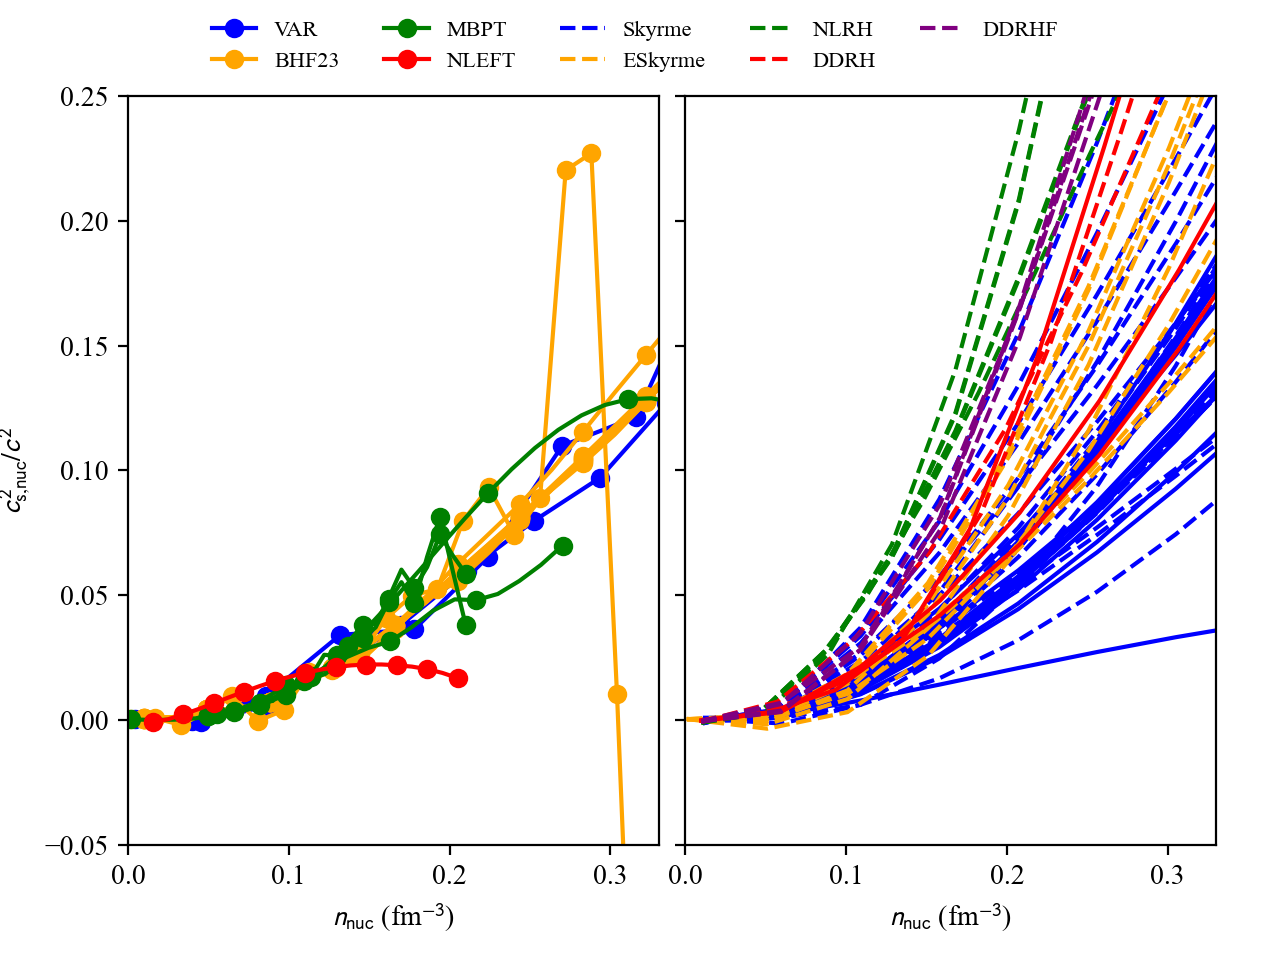 VAR MBPT Skyrme NLRH DDRHF
BHF23 NLEFT ESkyrme DDRH
0.25
0.20
0.15
0.10
0.05
0.00
−0.05
c²s,nuc/c²
0.0 0.1 0.2 0.3 0.0 0.1 0.2 0.3
nnuc (fm⁻³) nnuc (fm⁻³)